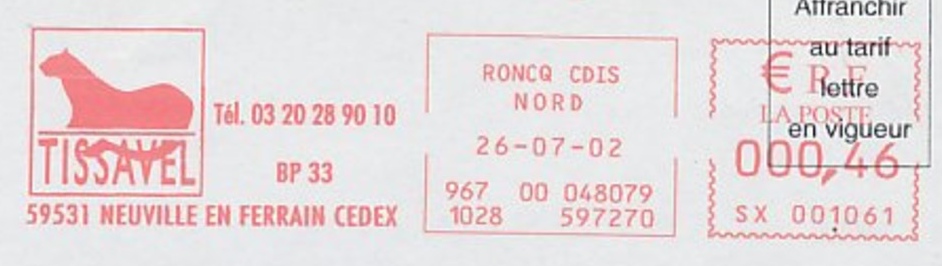 TISSAVEL
Tél. 03 20 28 90 10
BP 33
59531 NEUVILLE EN FERRAIN CEDEX
RONCQ CDIS
NORD
26-07-02
967 00 048079
1028 597270
€ R F
LA POSTE
000,46
SX 001061
Affranchir
au tarif
lettre
en vigueur